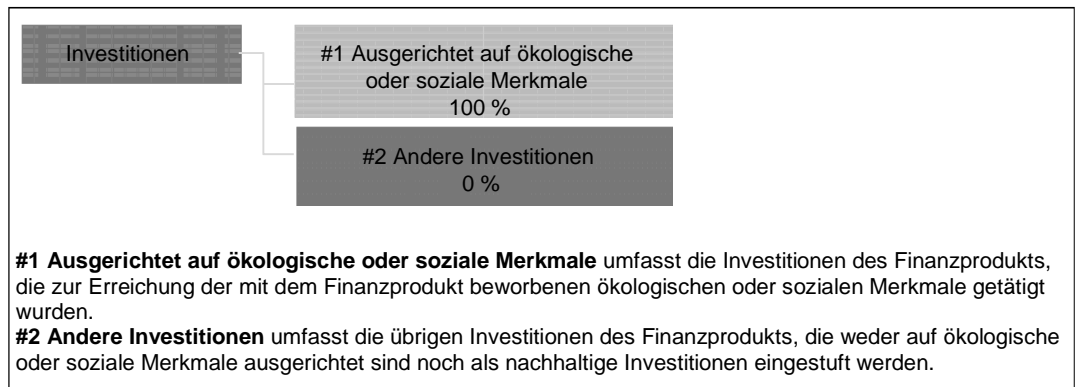 Investitionen
#1 Ausgerichtet auf ökologische
oder soziale Merkmale
100 %
#2 Andere Investitionen
0 %
#1 Ausgerichtet auf ökologische oder soziale Merkmale umfasst die Investitionen des Finanzprodukts,
die zur Erreichung der mit dem Finanzprodukt beworbenen ökologischen oder sozialen Merkmale getätigt
wurden.
#2 Andere Investitionen umfasst die übrigen Investitionen des Finanzprodukts, die weder auf ökologische
oder soziale Merkmale ausgerichtet sind noch als nachhaltige Investitionen eingestuft werden.